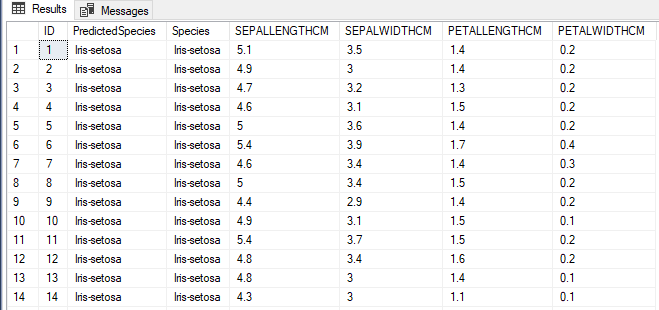 Results Messages
ID PredictedSpecies Species SEPALLENGTHCM SEPALWIDTHCM PETALLENGTHCM PETALWIDTHCM
1 1 Iris-setosa Iris-setosa 5.1 3.5 1.4 0.2
2 2 Iris-setosa Iris-setosa 4.9 3 1.4 0.2
3 3 Iris-setosa Iris-setosa 4.7 3.2 1.3 0.2
4 4 Iris-setosa Iris-setosa 4.6 3.1 1.5 0.2
5 5 Iris-setosa Iris-setosa 5 3.6 1.4 0.2
6 6 Iris-setosa Iris-setosa 5.4 3.9 1.7 0.4
7 7 Iris-setosa Iris-setosa 4.6 3.4 1.4 0.3
8 8 Iris-setosa Iris-setosa 5 3.4 1.5 0.2
9 9 Iris-setosa Iris-setosa 4.4 2.9 1.4 0.2
10 10 Iris-setosa Iris-setosa 4.9 3.1 1.5 0.1
11 11 Iris-setosa Iris-setosa 5.4 3.7 1.5 0.2
12 12 Iris-setosa Iris-setosa 4.8 3.4 1.6 0.2
13 13 Iris-setosa Iris-setosa 4.8 3 1.4 0.1
14 14 Iris-setosa Iris-setosa 4.3 3 1.1 0.1